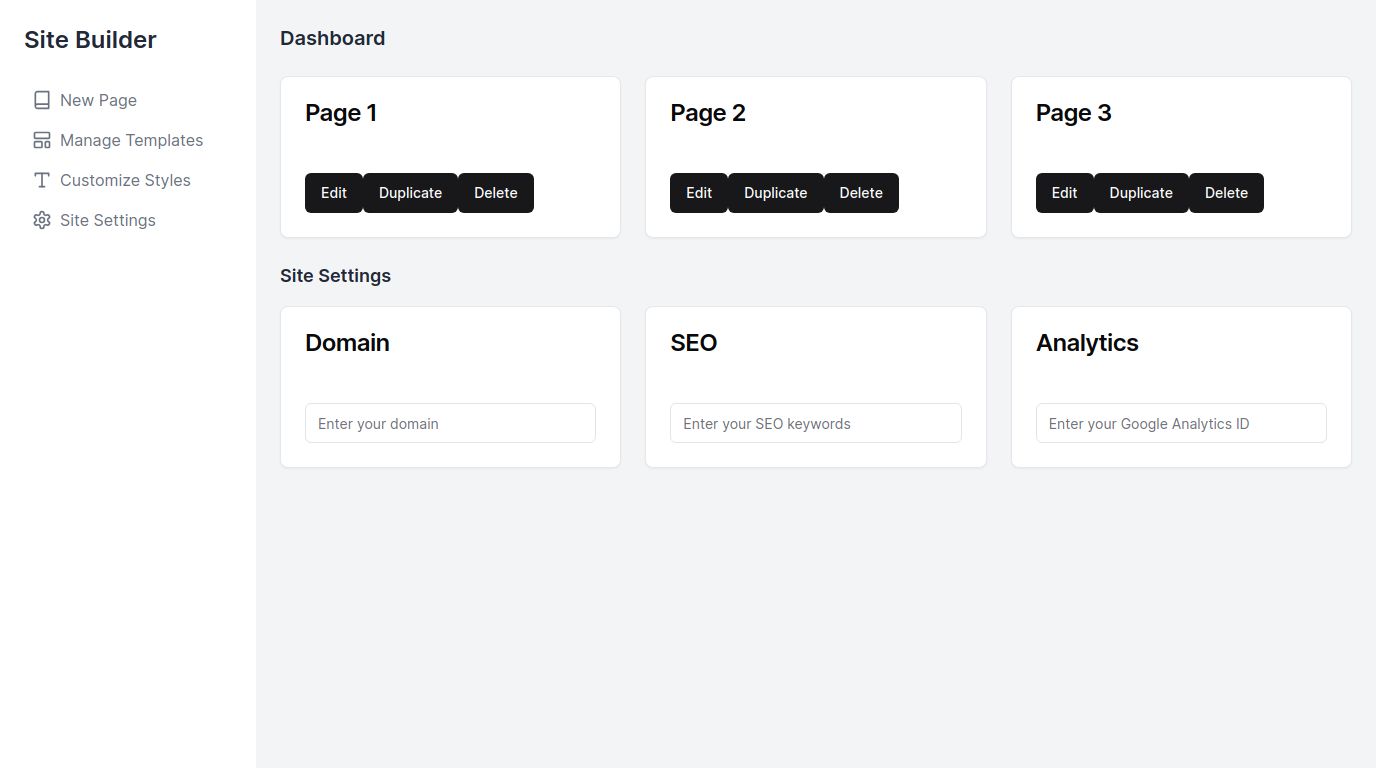 Site Builder
New Page
Manage Templates
Customize Styles
Site Settings
Dashboard
Page 1
Edit Duplicate Delete
Page 2
Edit Duplicate Delete
Page 3
Edit Duplicate Delete
Site Settings
Domain
Enter your domain
SEO
Enter your SEO keywords
Analytics
Enter your Google Analytics ID